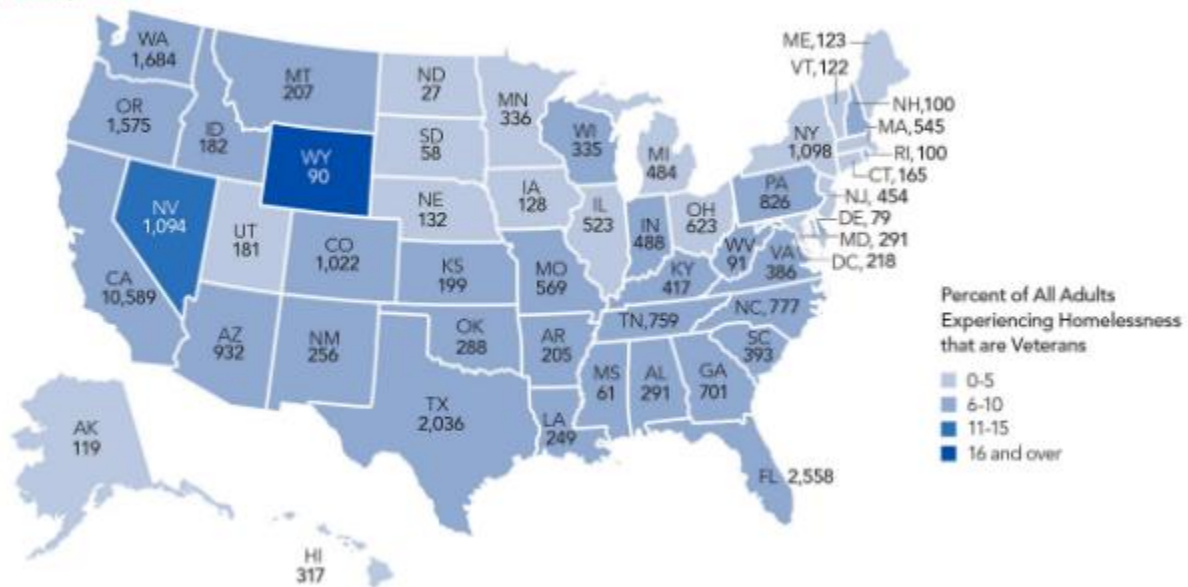 WA
1,684
OR
1,575
ID
182
MT
207
WY
90
NV
1,094
UT
181
CA
10,589
CO
1,022
AZ
932
NM
256
ND
27
SD
58
NE
132
KS
199
OK
288
TX
2,036
MN
336
IA
128
MO
569
AR
205
LA
249
WI
335
IL
523
MI
484
IN
488
OH
623
KY
417
TN,759
MS
61
AL
291
GA
701
FL 2,558
SC
393
NC,777
VA
386
WV
91
PA
826
NY
1,098
ME,123
VT,122
NH,100
MA,545
RI,100
CT,165
NJ, 454
DE, 79
MD, 291
DC, 218
AK
119
HI
317
Percent of All Adults
Experiencing Homelessness
that are Veterans
0-5
6-10
11-15
16 and over